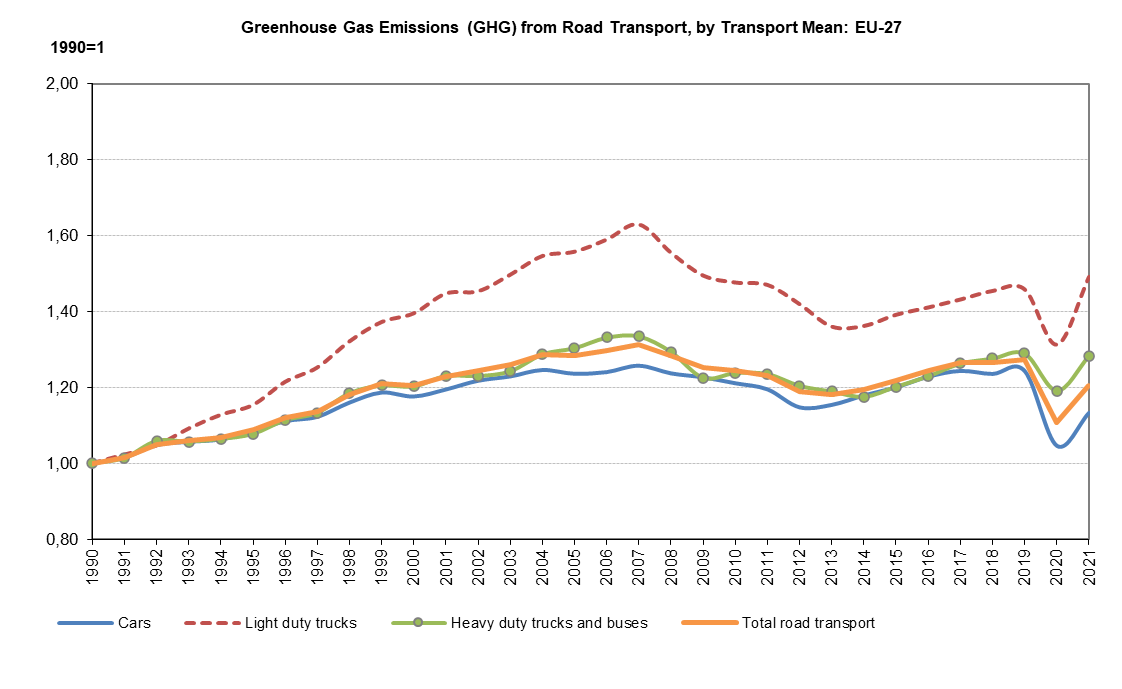 Greenhouse Gas Emissions (GHG) from Road Transport, by Transport Mean: EU-27
1990=1
2,00
1,80
1,60
1,40
1,20
1,00
0,80
1990 1991 1992 1993 1994 1995 1996 1997 1998 1999 2000 2001 2002 2003 2004 2005 2006 2007 2008 2009 2010 2011 2012 2013 2014 2015 2016 2017 2018 2019 2020 2021
Cars Light duty trucks Heavy duty trucks and buses Total road transport